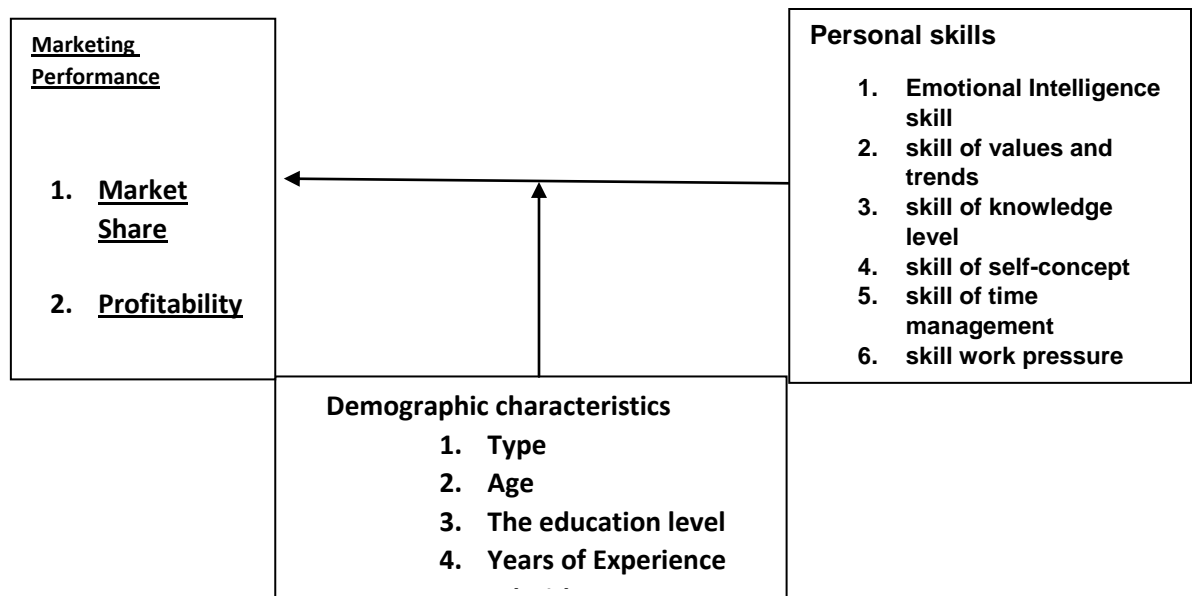 Marketing
Performance
1. Market
Share
2. Profitability
Personal skills
1. Emotional Intelligence
skill
2. skill of values and
trends
3. skill of knowledge
level
4. skill of self-concept
5. skill of time
management
6. skill work pressure
Demographic characteristics
1. Type
2. Age
3. The education level
4. Years of Experience